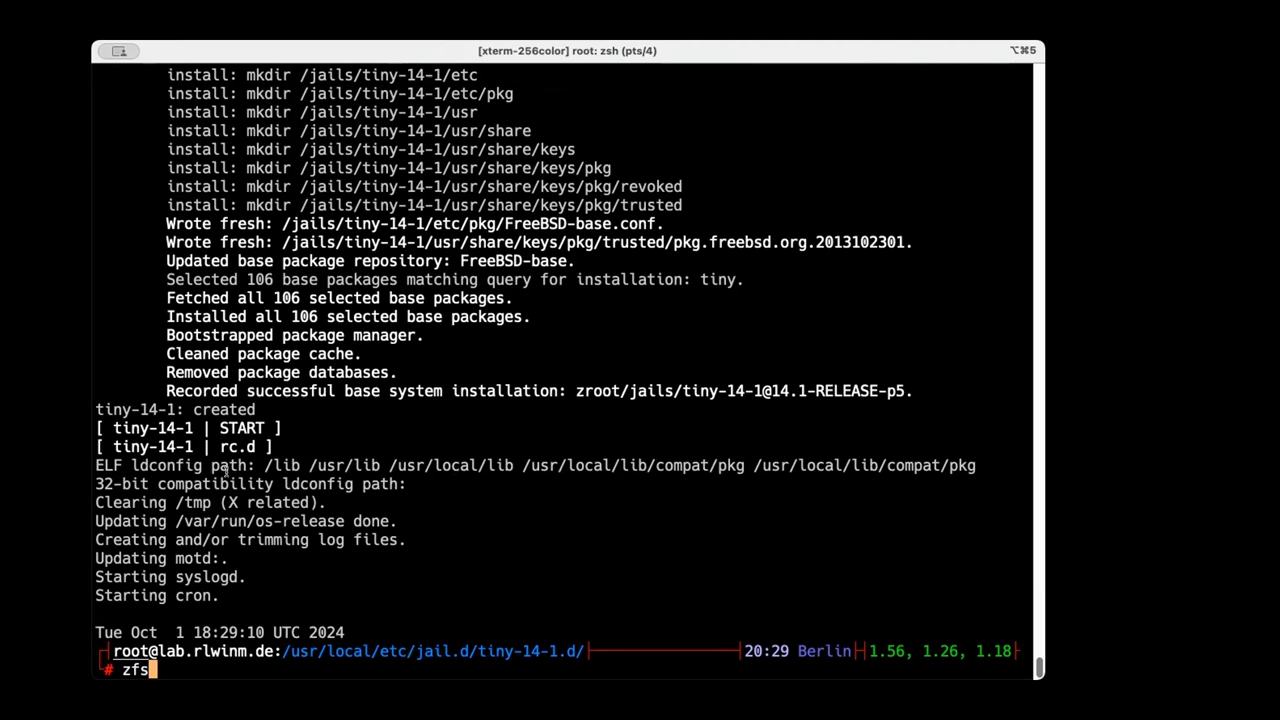 [xterm-256color] root: zsh (pts/4)
⌥⌘5
install: mkdir /jails/tiny-14-1/etc
install: mkdir /jails/tiny-14-1/etc/pkg
install: mkdir /jails/tiny-14-1/usr
install: mkdir /jails/tiny-14-1/usr/share
install: mkdir /jails/tiny-14-1/usr/share/keys
install: mkdir /jails/tiny-14-1/usr/share/keys/pkg
install: mkdir /jails/tiny-14-1/usr/share/keys/pkg/revoked
install: mkdir /jails/tiny-14-1/usr/share/keys/pkg/trusted
Wrote fresh: /jails/tiny-14-1/etc/pkg/FreeBSD-base.conf.
Wrote fresh: /jails/tiny-14-1/usr/share/keys/pkg/trusted/pkg.freebsd.org.2013102301.
Updated base package repository: FreeBSD-base.
Selected 106 base packages matching query for installation: tiny.
Fetched all 106 selected base packages.
Installed all 106 selected base packages.
Bootstrapped package manager.
Cleaned package cache.
Removed package databases.
Recorded successful base system installation: zroot/jails/tiny-14-1@14.1-RELEASE-p5.
tiny-14-1: created
[ tiny-14-1 | START ]
[ tiny-14-1 | rc.d ]
ELF ldconfig path: /lib /usr/lib /usr/local/lib /usr/local/lib/compat/pkg /usr/local/lib/compat/pkg
32-bit compatibility ldconfig path:
Clearing /tmp (X related).
Updating /var/run/os-release done.
Creating and/or trimming log files.
Updating motd:.
Starting syslogd.
Starting cron.
Tue Oct  1 18:29:10 UTC 2024
root@lab.rlwinm.de:/usr/local/etc/jail.d/tiny-14-1.d/ 20:29 Berlin 1.56, 1.26, 1.18
# zfs